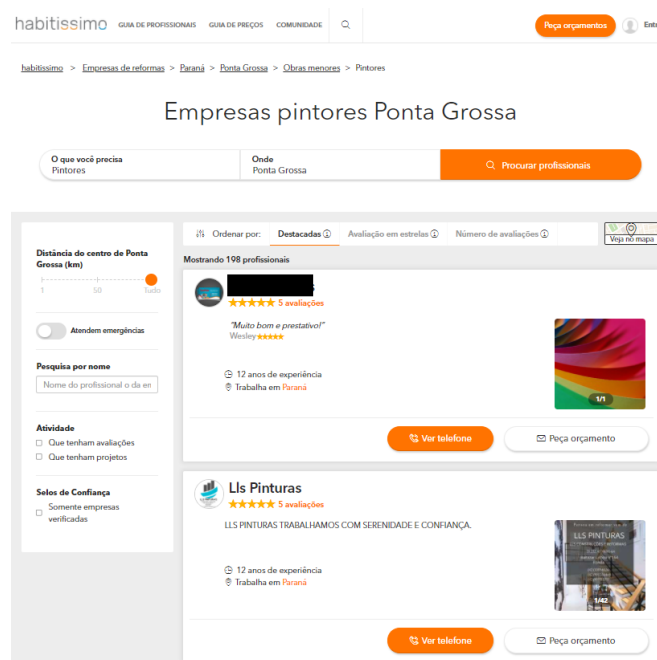 habitissimo GUIA DE PROFISSIONAIS GUIA DE PREÇOS COMUNIDADE Peça orçamentos Ent
habitissimo > Empresas de reformas > Paraná > Ponta Grossa > Obras menores > Pintores
Empresas pintores Ponta Grossa
O que você precisa Onde
Pintores Ponta Grossa Procurar profissionais
Ordenar por: Destacadas Avaliação em estrelas Número de avaliações Veja no mapa
Distância do centro de Ponta
Grossa (km)
1 50 Tudo
Atendem emergências
Pesquisa por nome
Nome do profissional o da em
Atividade
Que tenham avaliações
Que tenham projetos
Selos de Confiança
Somente empresas
verificadas
Mostrando 198 profissionais
5 avaliações
"Muito bom e prestativo!"
Wesley
12 anos de experiência
Trabalha em Paraná
1/1
Ver telefone Peça orçamento
Lls Pinturas
5 avaliações
LLS PINTURAS TRABALHAMOS COM SERENIDADE E CONFIANÇA.
LLS PINTURAS
12 anos de experiência
Trabalha em Paraná
1/42
Ver telefone Peça orçamento